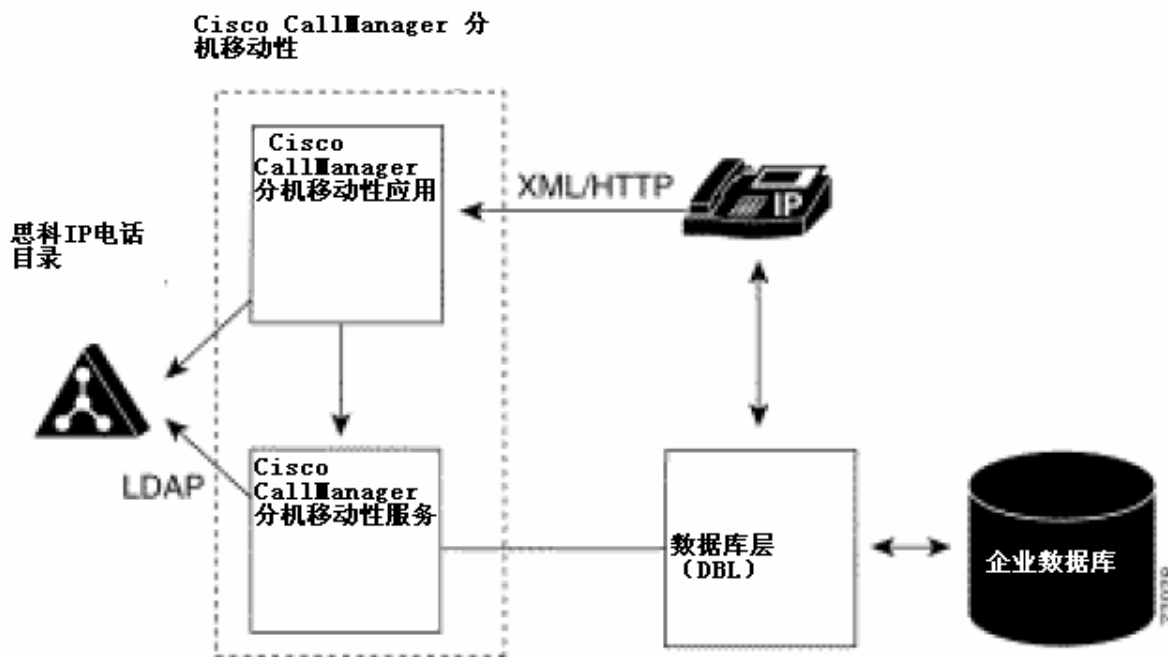 Cisco CallManager 分
机移动性
Cisco
CallManager
分机移动性应用
XML/HTTP
IP
思科IP电话
目录
LDAP
Cisco
CallManager
分机移动性服务
数据库层
（DBL）
企业数据库